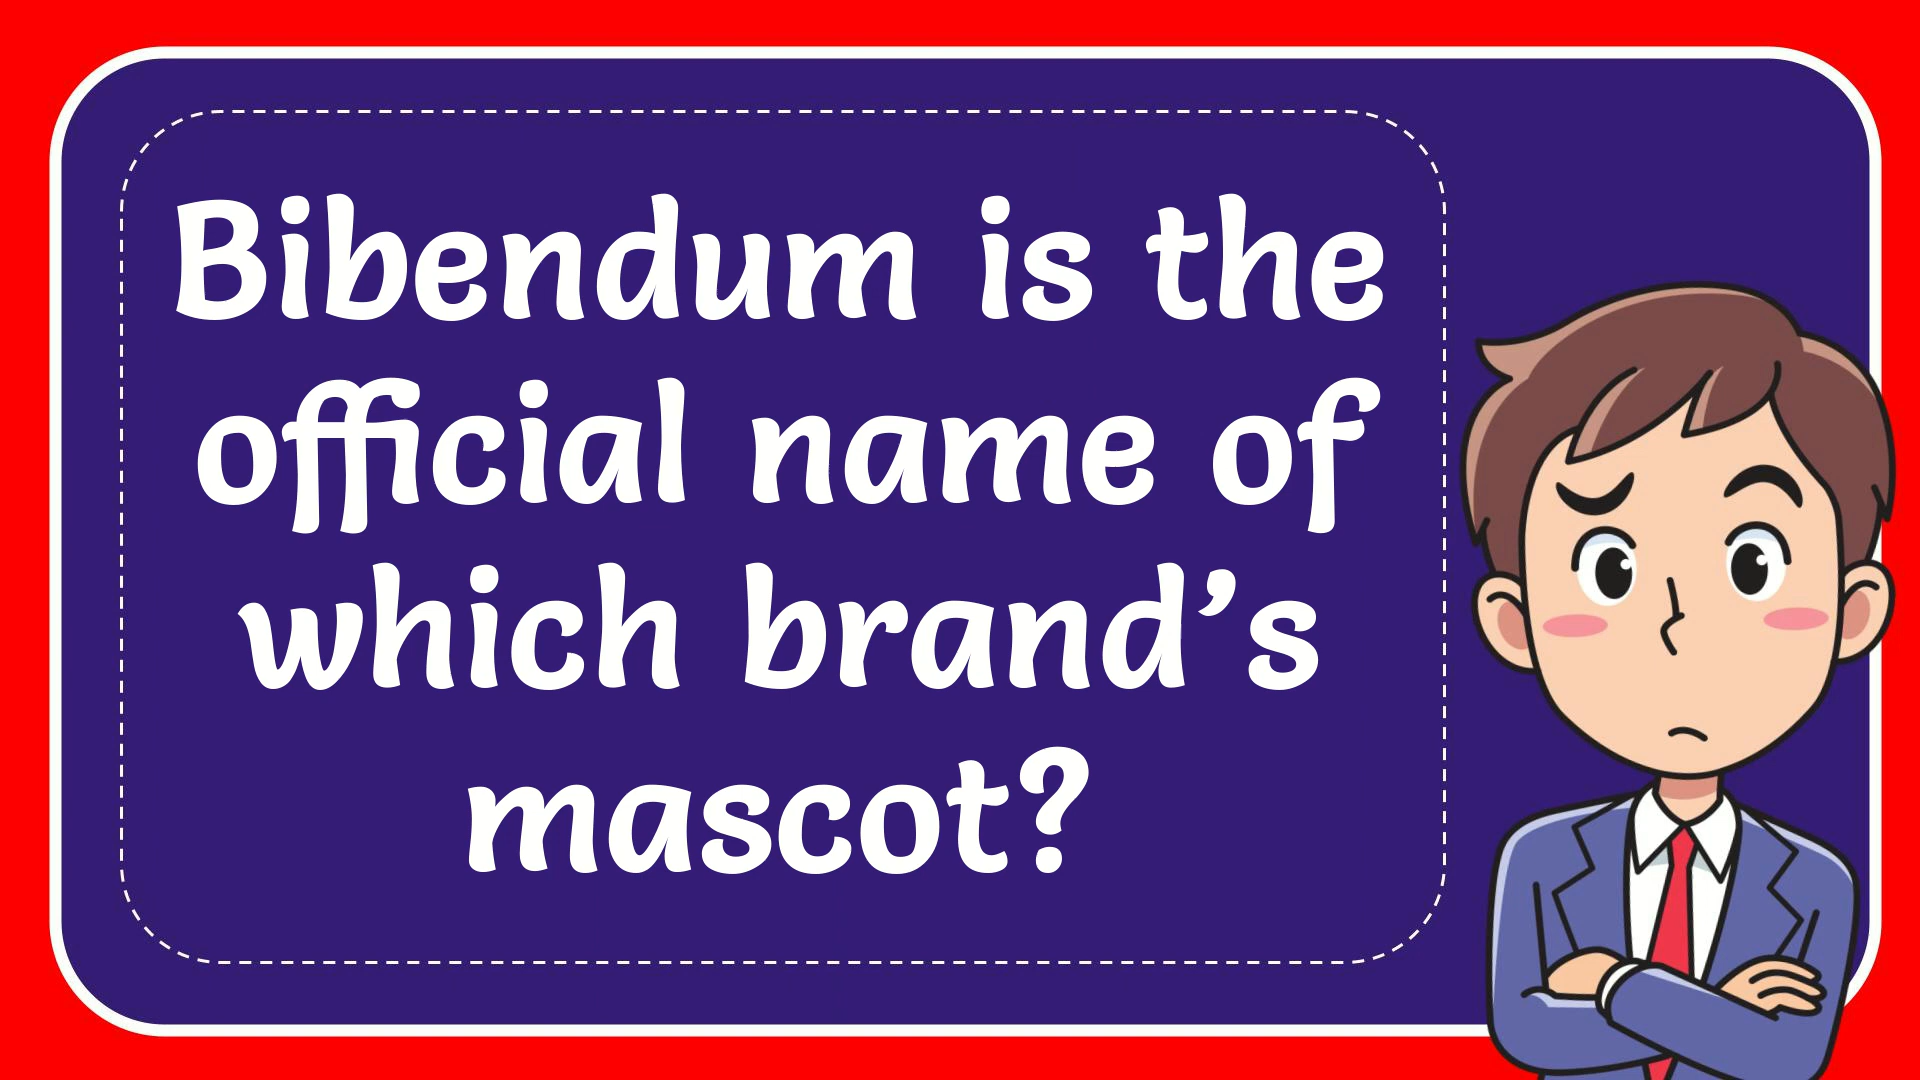 Bibendum is the
official name of
which brand’s
mascot?